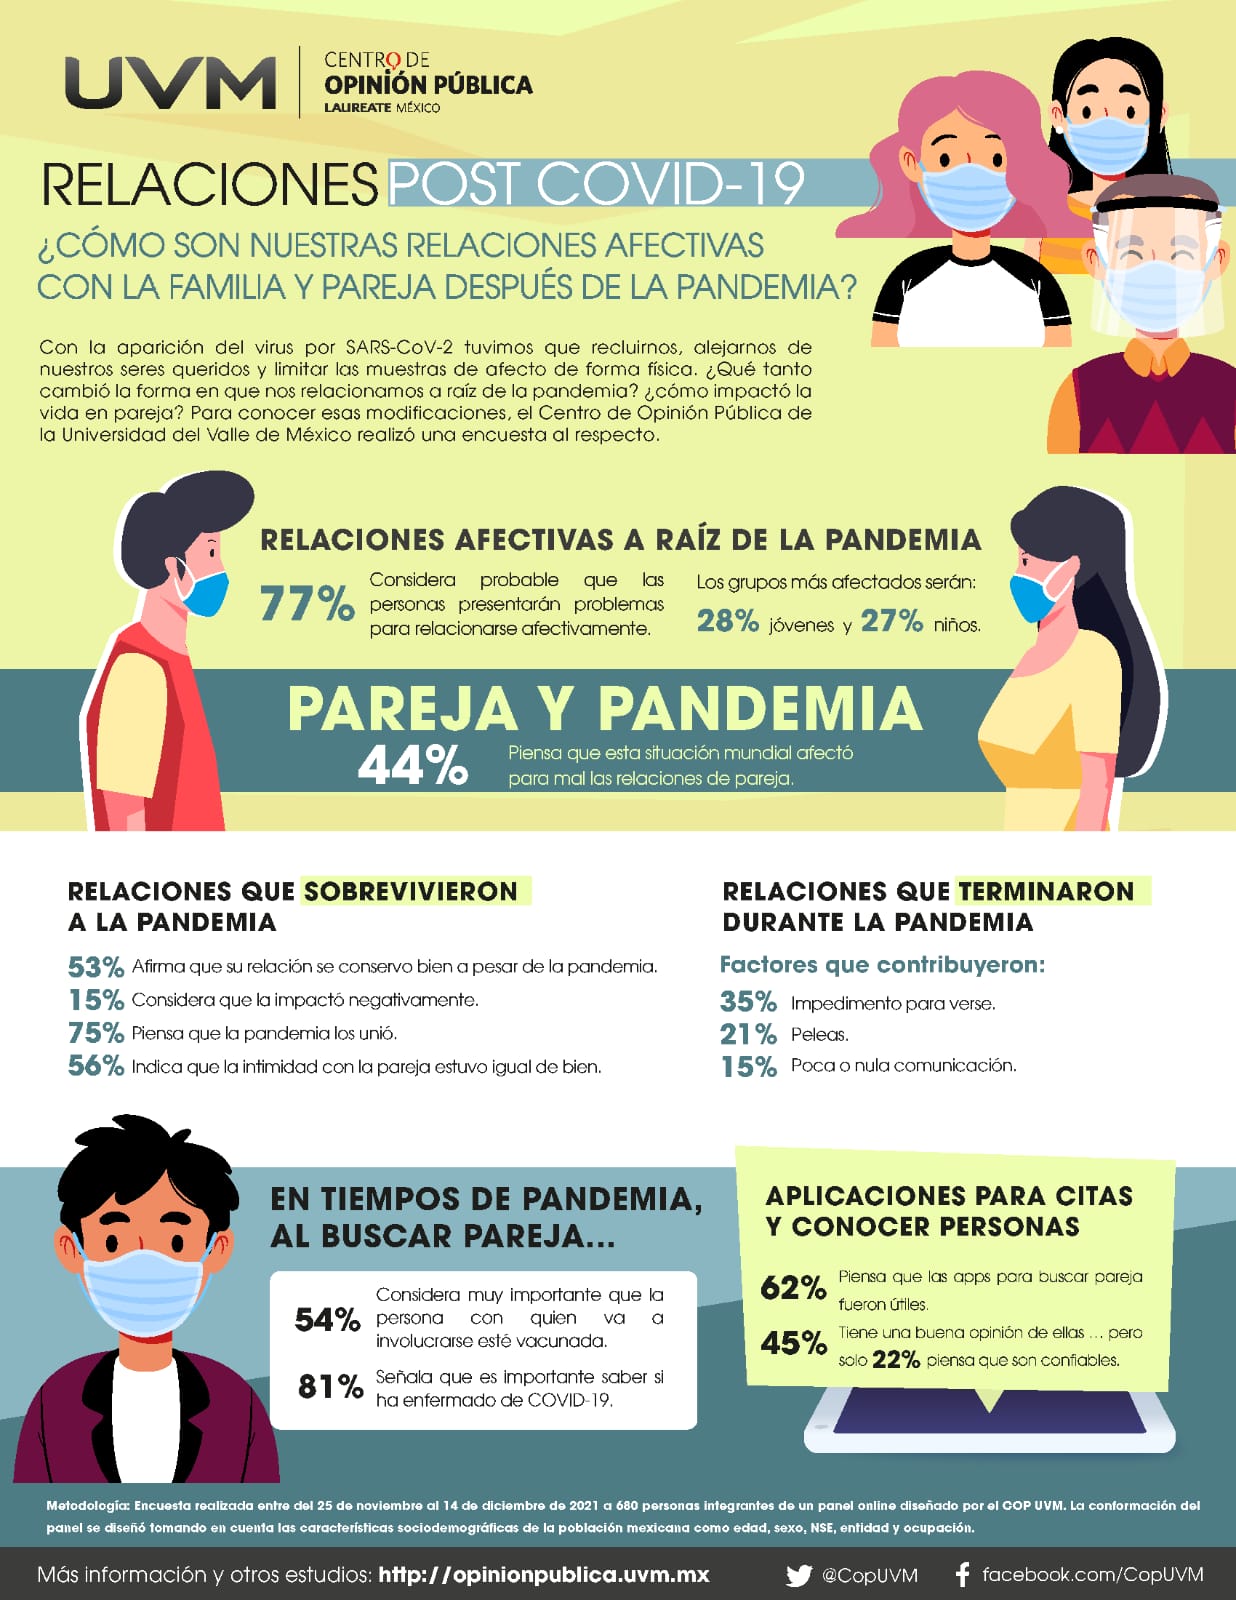 UVM
CENTRO DE
OPINIÓN PÚBLICA
LAUREATE MÉXICO
RELACIONES POST COVID-19
¿CÓMO SON NUESTRAS RELACIONES AFECTIVAS
CON LA FAMILIA Y PAREJA DESPUÉS DE LA PANDEMIA?
Con la aparición del virus por SARS-CoV-2 tuvimos que recluirnos, alejarnos de
nuestros seres queridos y limitar las muestras de afecto de forma física. ¿Qué tanto
cambió la forma en que nos relacionamos a raíz de la pandemia? ¿cómo impactó la
vida en pareja? Para conocer esas modificaciones, el Centro de Opinión Pública de
la Universidad del Valle de México realizó una encuesta al respecto.
RELACIONES AFECTIVAS A RAÍZ DE LA PANDEMIA
77%
Considera probable que las
personas presentarán problemas
para relacionarse afectivamente.
Los grupos más afectados serán:
28% jóvenes y 27% niños.
PAREJA Y PANDEMIA
44%
Piensa que esta situación mundial afectó
para mal las relaciones de pareja.
RELACIONES QUE SOBREVIVIERON
A LA PANDEMIA
53% Afirma que su relación se conservo bien a pesar de la pandemia.
15% Considera que la impactó negativamente.
75% Piensa que la pandemia los unió.
56% Indica que la intimidad con la pareja estuvo igual de bien.
RELACIONES QUE TERMINARON
DURANTE LA PANDEMIA
Factores que contribuyeron:
35% Impedimento para verse.
21% Peleas.
15% Poca o nula comunicación.
EN TIEMPOS DE PANDEMIA,
AL BUSCAR PAREJA...
54%
Considera muy importante que la
persona con quien va a
involucrarse esté vacunada.
81%
Señala que es importante saber si
ha enfermado de COVID-19.
APLICACIONES PARA CITAS
Y CONOCER PERSONAS
62%
Piensa que las apps para buscar pareja
fueron útiles.
45%
Tiene una buena opinión de ellas ... pero
solo 22% piensa que son confiables.
Metodología: Encuesta realizada entre del 25 de noviembre al 14 de diciembre de 2021 a 680 personas integrantes de un panel online diseñado por el COP UVM. La conformación del
panel se diseñó tomando en cuenta las características sociodemográficas de la población mexicana como edad, sexo, NSE, entidad y ocupación.
Más información y otros estudios: http://opinionpublica.uvm.mx
@CopUVM
facebook.com/CopUVM